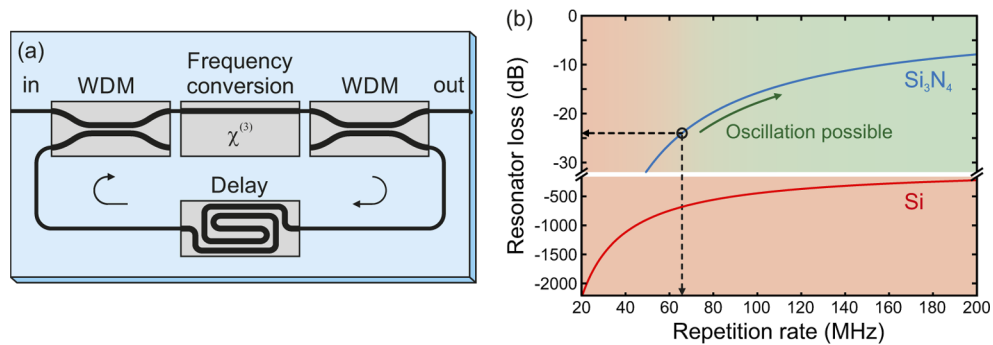 (a)
in
WDM
Frequency
conversion
WDM
out
χ(3)
Delay
(b)
Resonator loss (dB)
0
-10
-20
-30
-500
-1000
-1500
-2000
Si3N4
Oscillation possible
Si
20 40 60 80 100 120 140 160 180 200
Repetition rate (MHz)